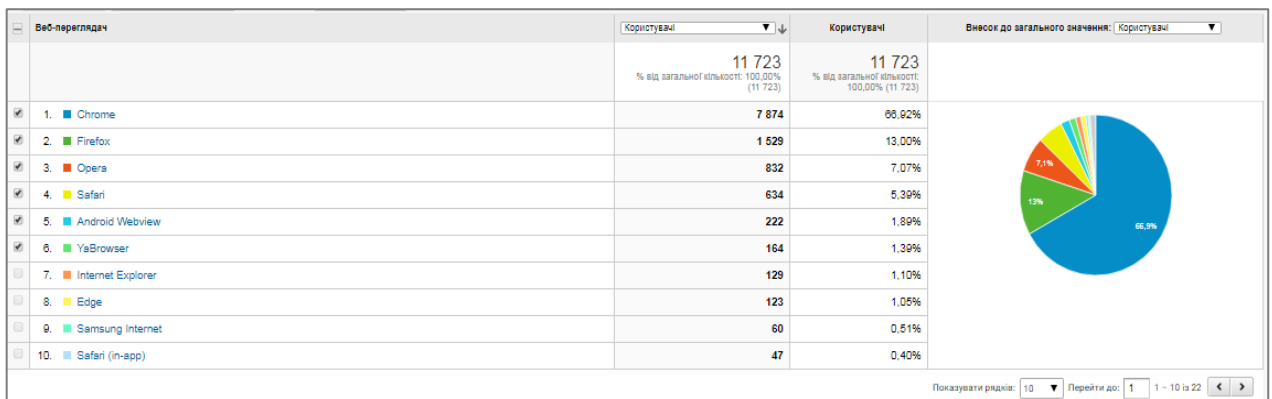 Веб-переглядач Користувачі Користувачі Внесок до загального значення: Користувачі
11 723 11 723
% від загальної кількості: 100,00% % від загальної кількості:
(11 723) 100,00% (11 723)
1. Chrome 7 874 66,92%
2. Firefox 1 529 13,00%
3. Opera 832 7,07%
4. Safari 634 5,39%
5. Android Webview 222 1,89%
6. YaBrowser 164 1,39%
7. Internet Explorer 129 1,10%
8. Edge 123 1,05%
9. Samsung Internet 60 0,51%
10. Safari (in-app) 47 0,40%
7,1%
13%
66,9%
Показувати рядків: 10 Перейти до: 1 1 – 10 із 22